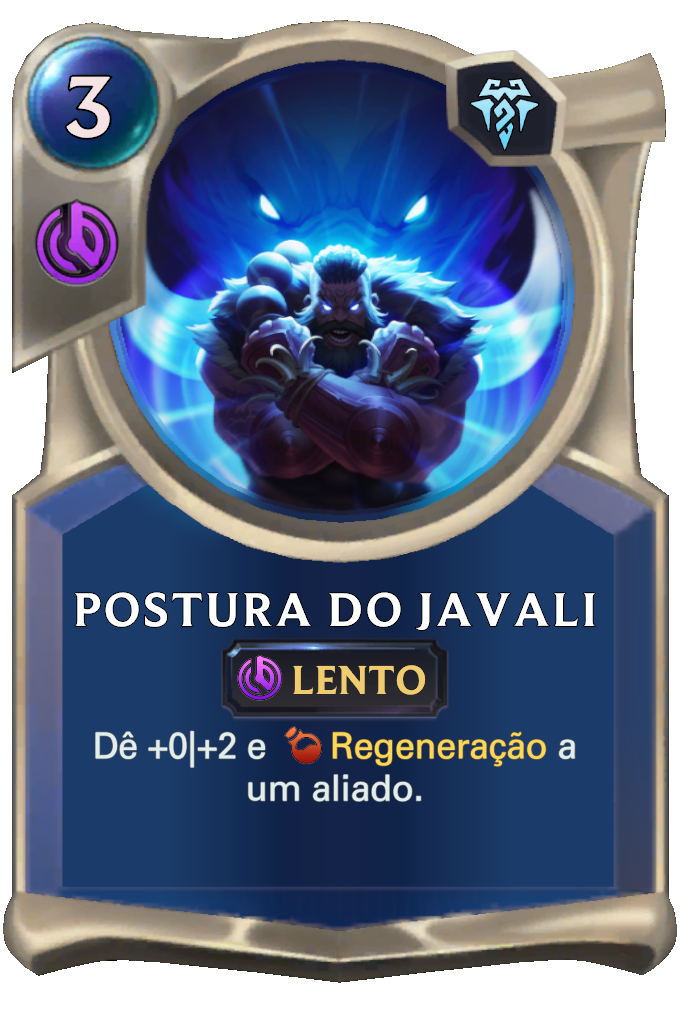 3
POSTURA DO JAVALI
LENTO
Dê +0|+2 e Regeneração a
um aliado.